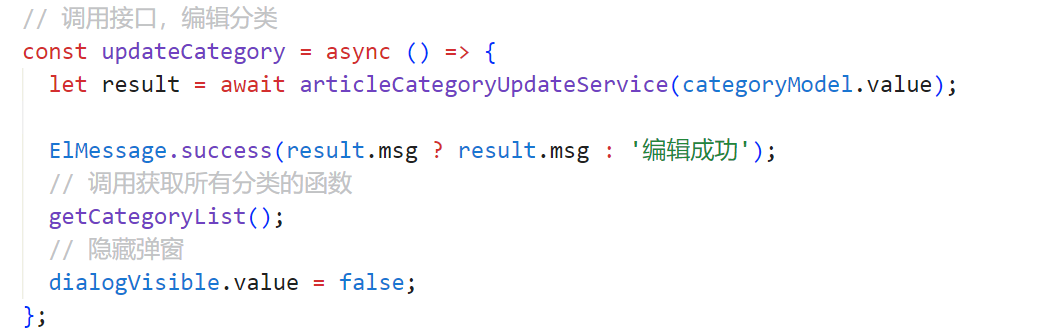 // 调用接口，编辑分类
const updateCategory = async () => {
  let result = await articleCategoryUpdateService(categoryModel.value);

  ElMessage.success(result.msg ? result.msg : '编辑成功');
  // 调用获取所有分类的函数
  getCategoryList();
  // 隐藏弹窗
  dialogVisible.value = false;
};